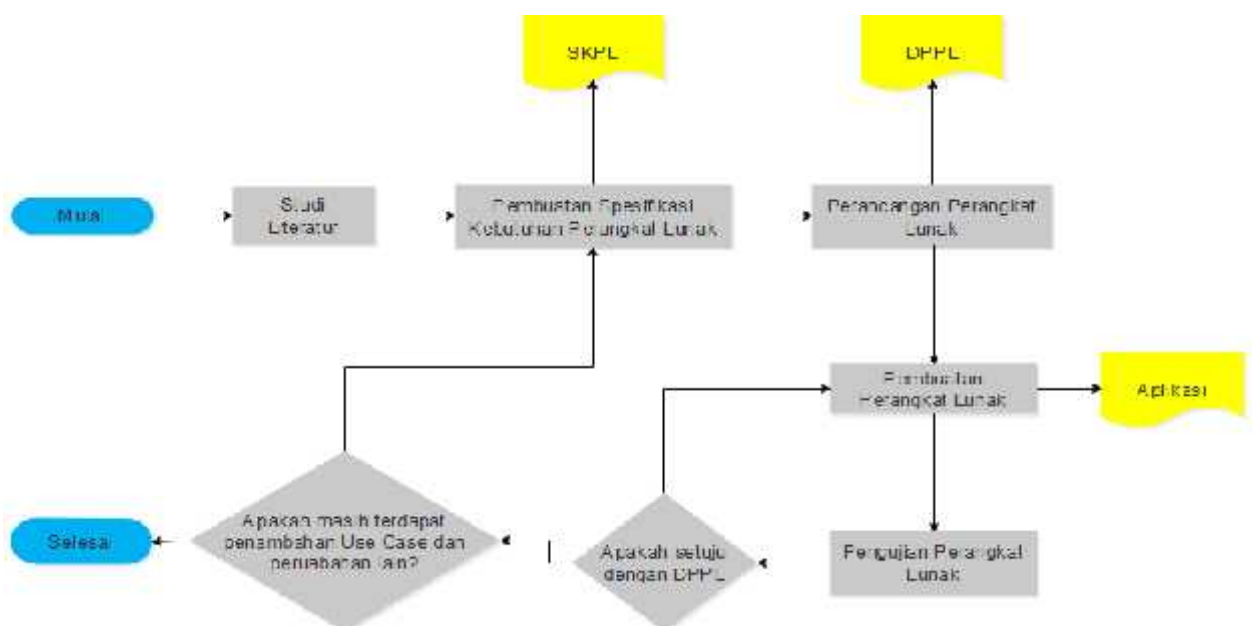 SKPL
DPPL
Mulai
Studi
Literatur
Pembuatan Spesifikasi
Kebutuhan Perangkat Lunak
Perancangan Perangkat
Lunak
Pembuatan
Perangkat Lunak
Aplikasi
Selesai
Apakah masih terdapat
penambahan Use Case dan
perubahan lain?
Apakah setuju
dengan DPPL
Pengujian Perangkat
Lunak